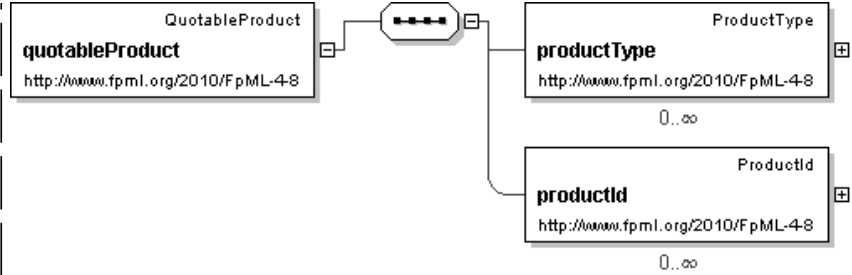 QuotableProduct
quotableProduct
http://www.fpml.org/2010/FpML-4-8
ProductType
productType
http://www.fpml.org/2010/FpML-4-8
0..∞
ProductId
productId
http://www.fpml.org/2010/FpML-4-8
0..∞